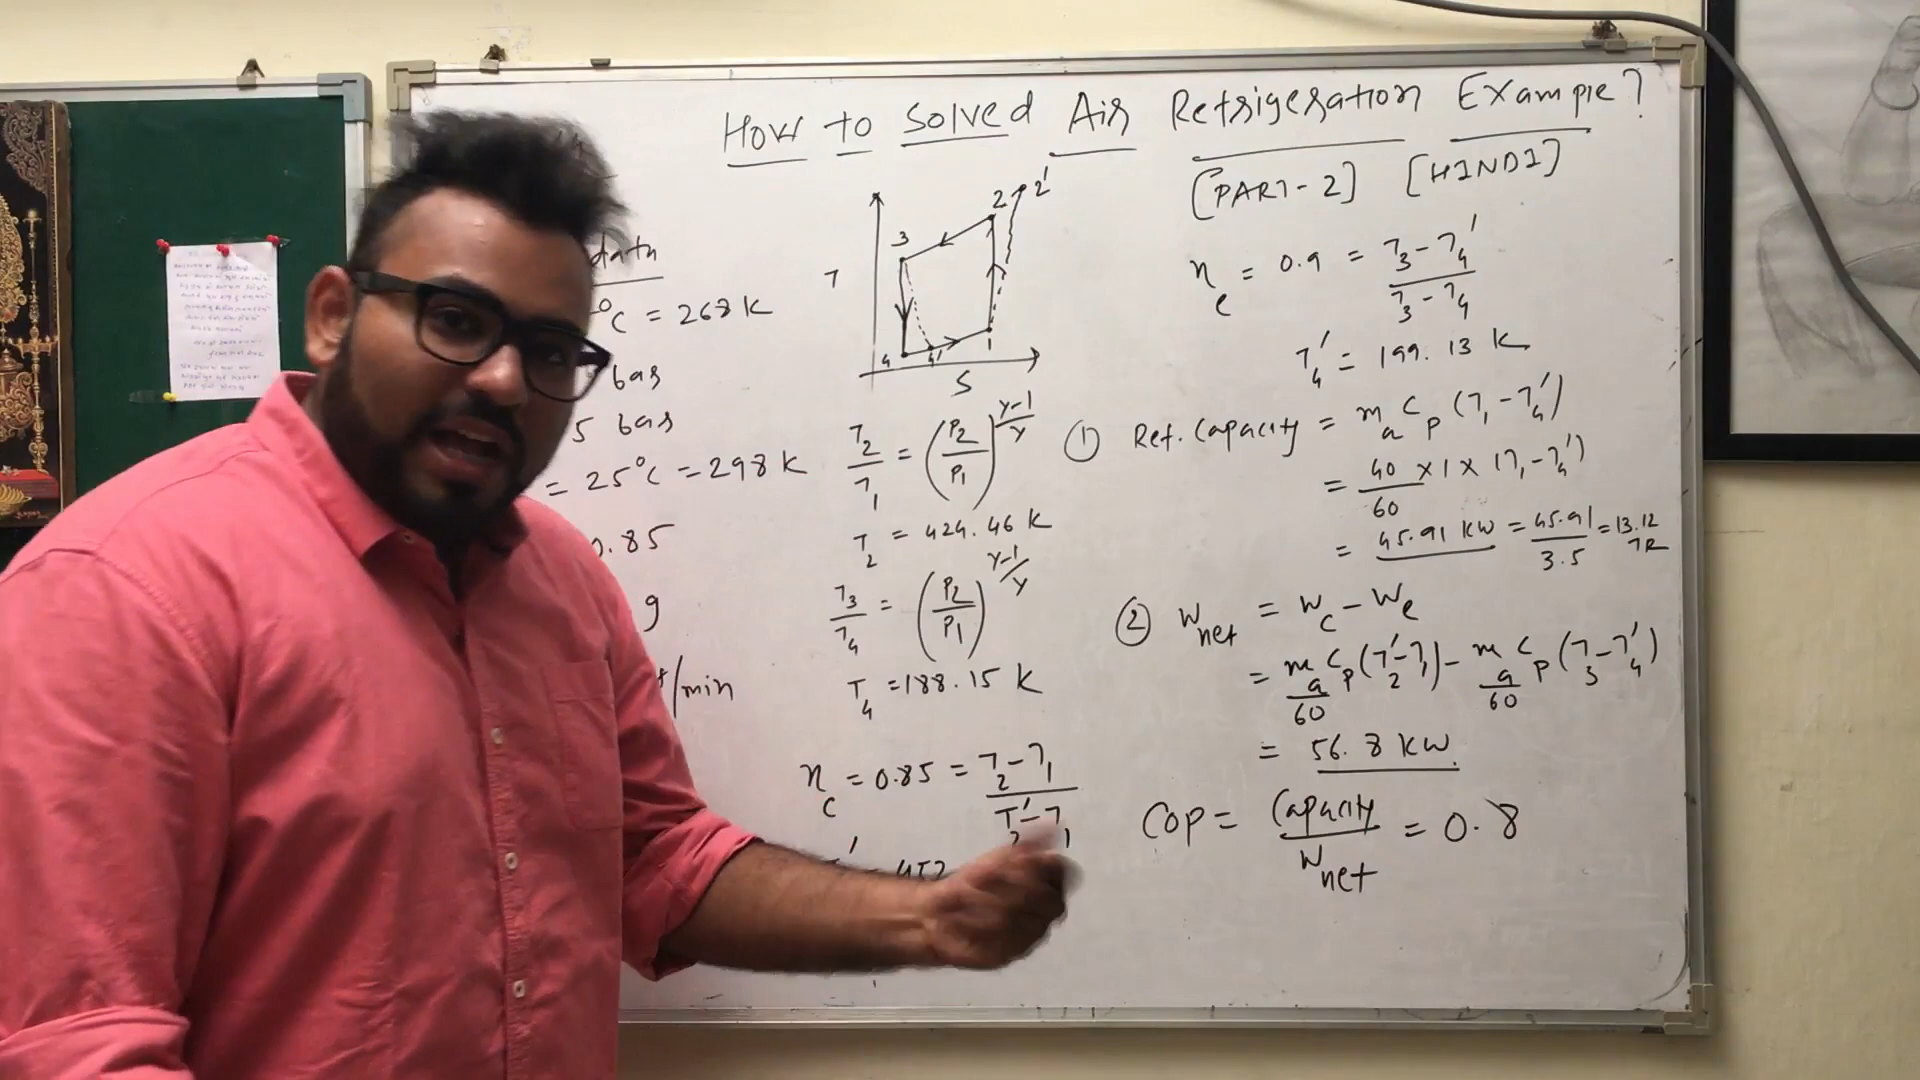 How to Solved Air Refrigeration Example?
[PART-2] [HINDI]
data
°C = 268 K
bar
5 bar
= 25°C = 298 K
0.85
9
/min
T
S
3
2
2'
4
4'
1
T2/T1 = (P2/P1)^(γ-1/γ)
T2 = 424.46 K
T3/T4 = (P2/P1)^(γ-1/γ)
T4 = 188.15 K
ηc = 0.85 = T2-T1/T2'-T1
ηe = 0.9 = T3-T4'/T3-T4
T4' = 199.13 K
① Ref. Capacity = ma Cp (T1-T4')
= 40/60 × 1 × (T1-T4')
= 45.91 KW = 45.91/3.5 = 13.12 TR
② Wnet = Wc - We
= ma/60 Cp (T2'-T1) - ma/60 Cp (T3-T4')
= 56.8 KW.
COP = Capacity/Wnet = 0.8